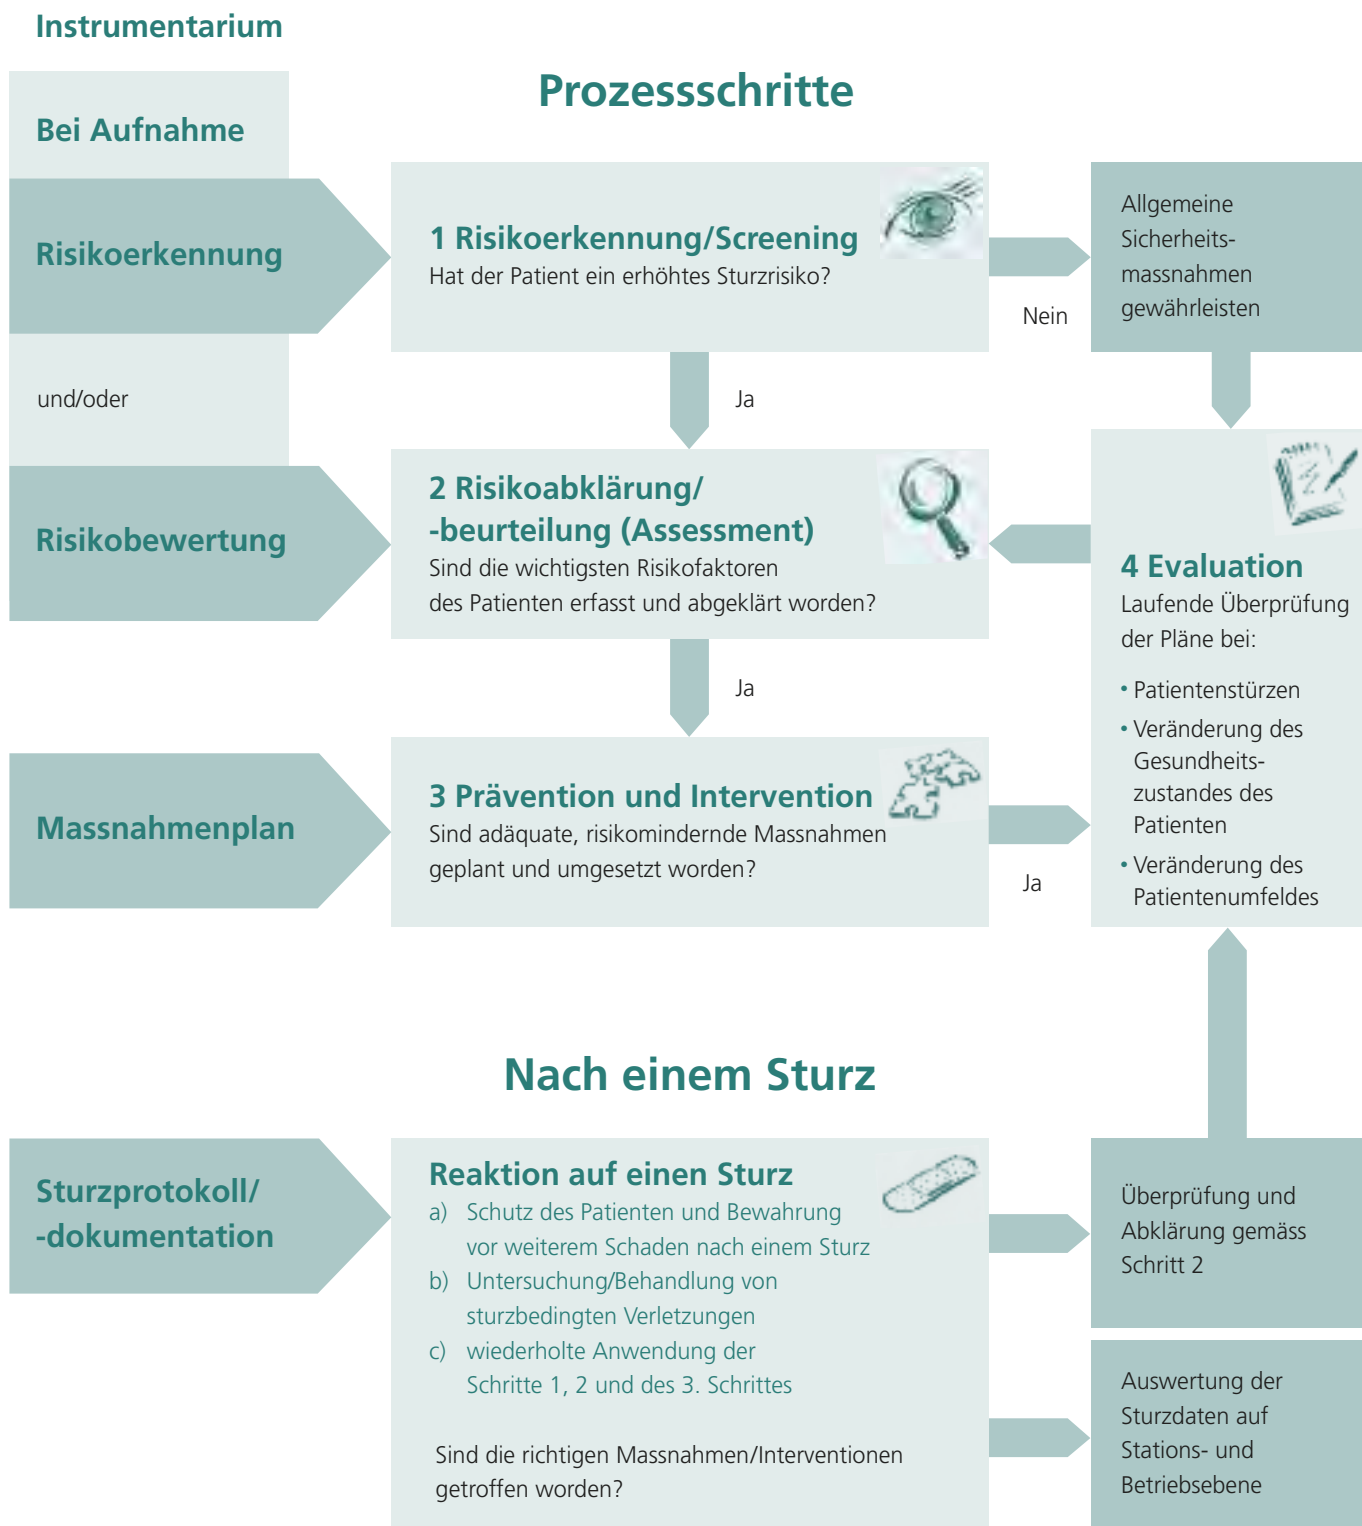 Instrumentarium
Prozessschritte
Bei Aufnahme
Risikoerkennung
1 Risikoerkennung/Screening
Hat der Patient ein erhöhtes Sturzrisiko?
Nein
Allgemeine
Sicherheits-
massnahmen
gewährleisten
und/oder
Ja
Risikobewertung
2 Risikoabklärung/
-beurteilung (Assessment)
Sind die wichtigsten Risikofaktoren
des Patienten erfasst und abgeklärt worden?
Ja
Massnahmenplan
3 Prävention und Intervention
Sind adäquate, risikomindernde Massnahmen
geplant und umgesetzt worden?
Ja
4 Evaluation
Laufende Überprüfung
der Pläne bei:
• Patientenstürzen
• Veränderung des
Gesundheits-
zustandes des
Patienten
• Veränderung des
Patientenumfeldes
Nach einem Sturz
Sturzprotokoll/
-dokumentation
Reaktion auf einen Sturz
a) Schutz des Patienten und Bewahrung
vor weiterem Schaden nach einem Sturz
b) Untersuchung/Behandlung von
sturzbedingten Verletzungen
c) wiederholte Anwendung der
Schritte 1, 2 und des 3. Schrittes
Sind die richtigen Massnahmen/Interventionen
getroffen worden?
Überprüfung und
Abklärung gemäss
Schritt 2
Auswertung der
Sturzdaten auf
Stations- und
Betriebsebene